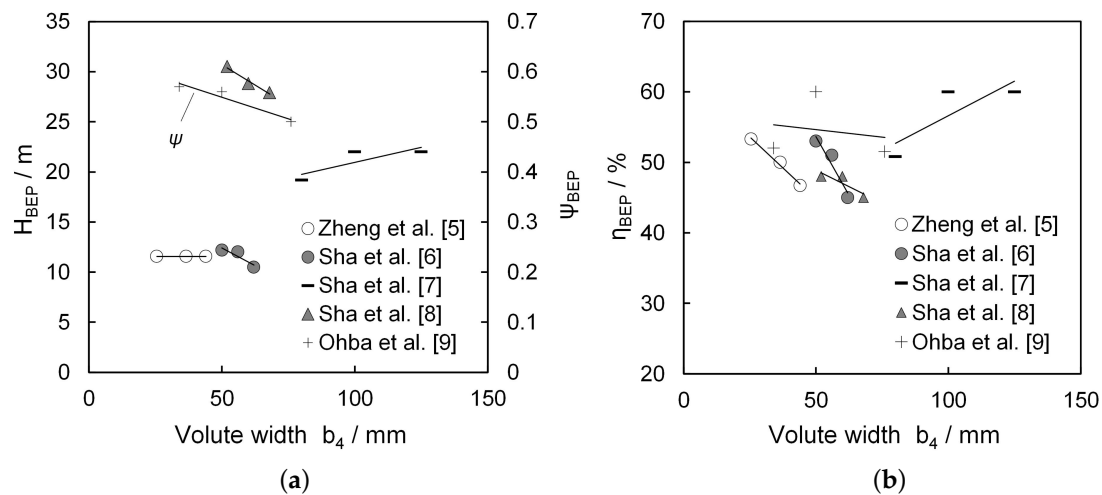 35
30
25
20
15
10
5
0
H_BEP / m
0.7
0.6
0.5
0.4
0.3
0.2
0.1
0
Ψ_BEP
ψ
Zheng et al. [5]
Sha et al. [6]
Sha et al. [7]
Sha et al. [8]
Ohba et al. [9]
0 50 100 150
Volute width b_4 / mm
(a)
70
60
50
40
30
20
η_BEP / %
Zheng et al. [5]
Sha et al. [6]
Sha et al. [7]
Sha et al. [8]
Ohba et al. [9]
0 50 100 150
Volute width b_4 / mm
(b)